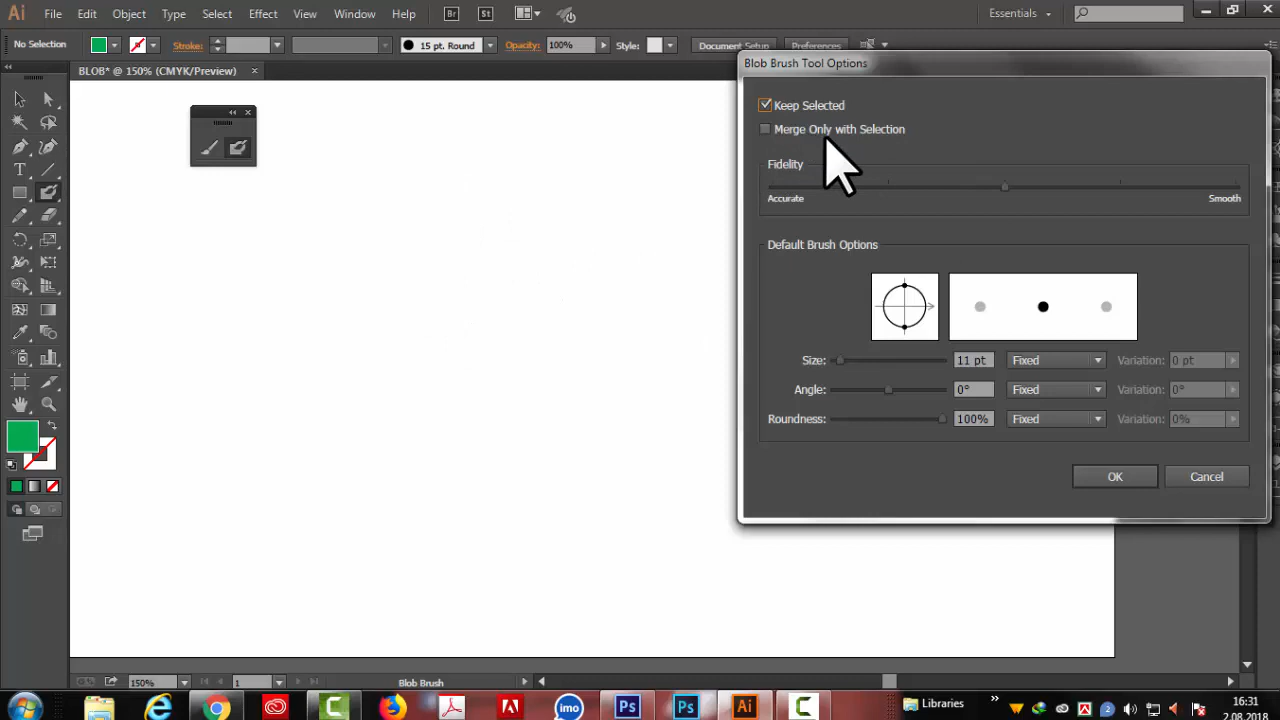 Ai File Edit Object Type Select Effect View Window Help Br St Essentials
No Selection Stroke: 15 pt. Round Opacity: 100% Style: Document Setup Preferences
BLOB* @ 150% (CMYK/Preview)
Blob Brush Tool Options
Keep Selected
Merge Only with Selection
Fidelity
Accurate Smooth
Default Brush Options
Size: 11 pt Fixed Variation: 0 pt
Angle: 0° Fixed Variation: 0°
Roundness: 100% Fixed Variation: 0%
OK Cancel
150% 1 Blob Brush
imo Ps Ps Ai Libraries 16:31
2.08.2018